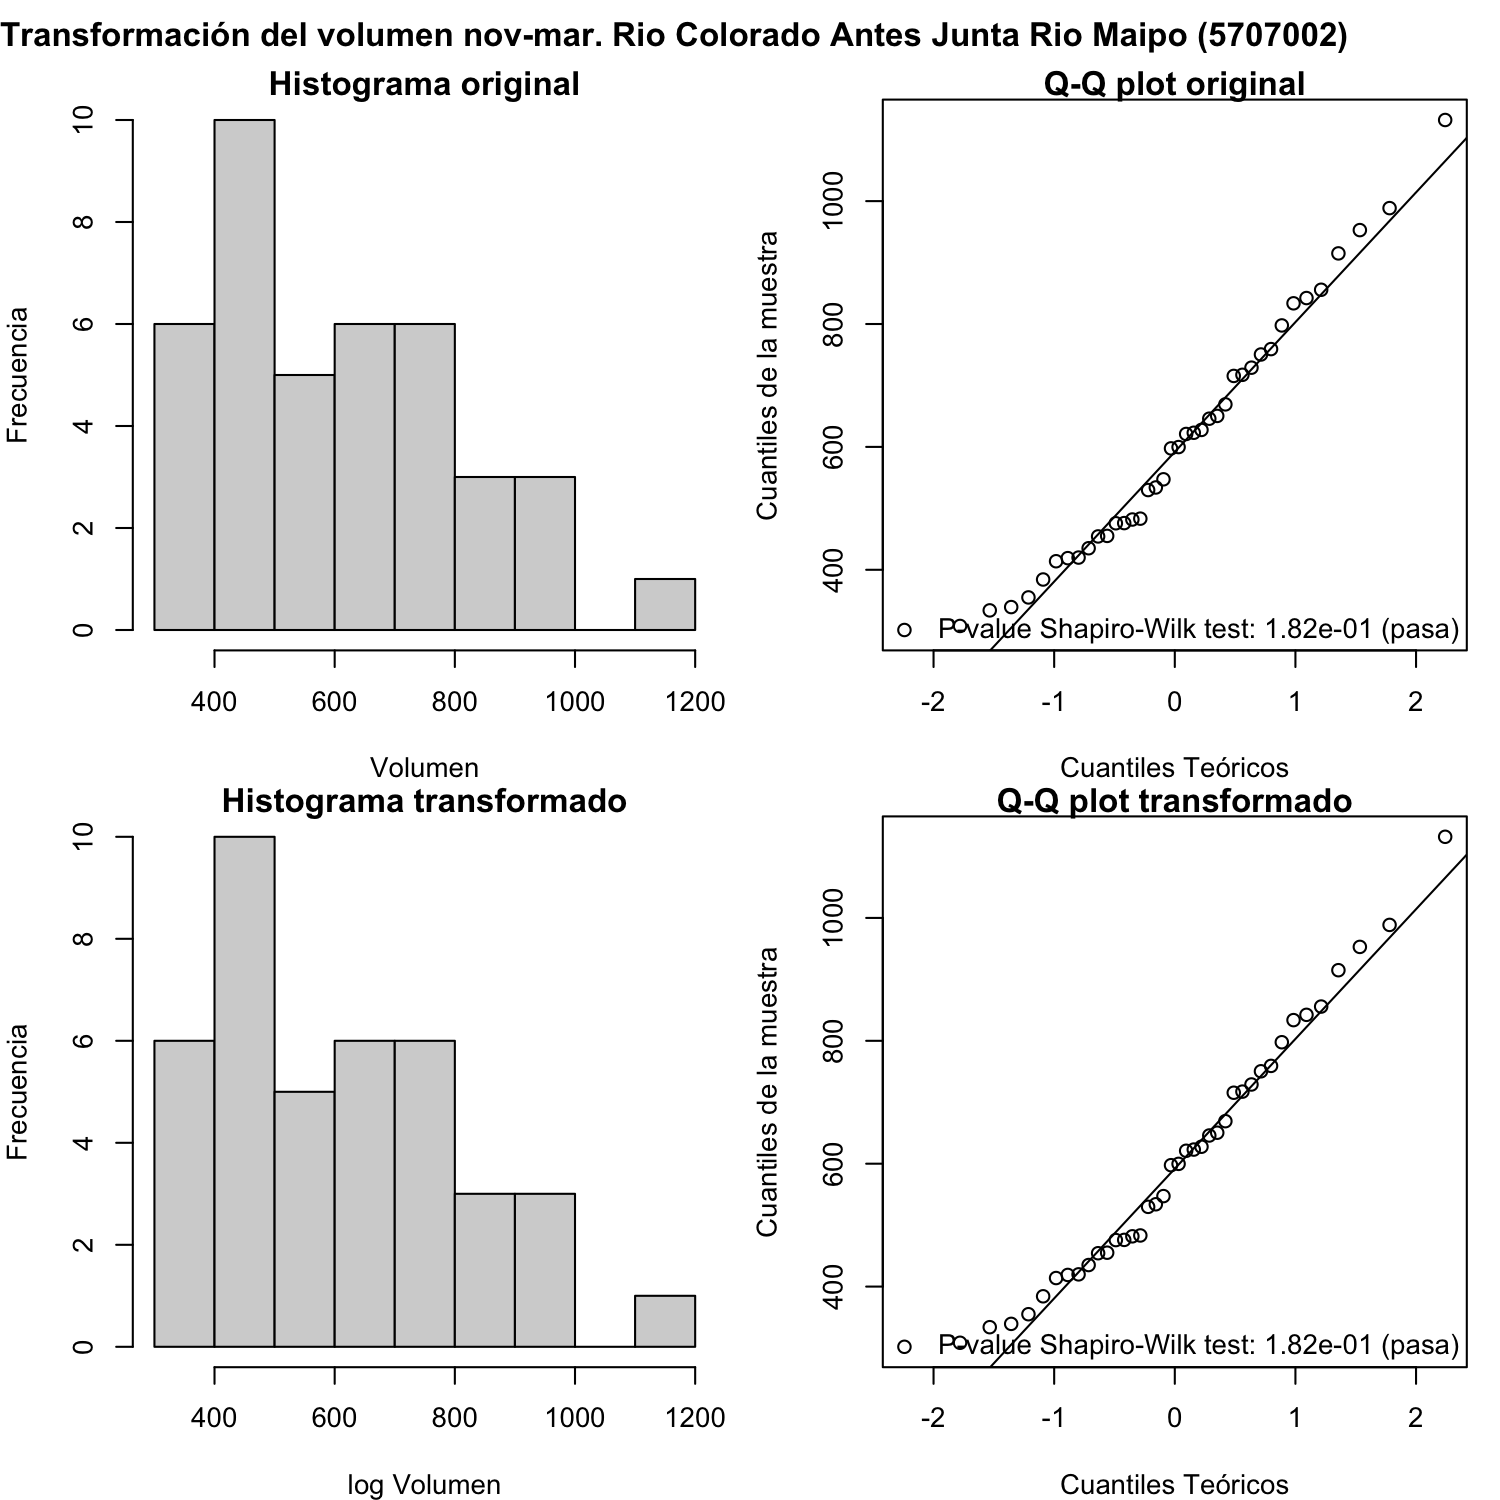 Transformación del volumen nov-mar. Rio Colorado Antes Junta Rio Maipo (5707002)
Histograma original
Frecuencia
10
8
6
4
2
0
400 600 800 1000 1200
Volumen
Q-Q plot original
Cuantiles de la muestra
1000
800
600
400
P-value Shapiro-Wilk test: 1.82e-01 (pasa)
-2 -1 0 1 2
Cuantiles Teóricos
Histograma transformado
Frecuencia
10
8
6
4
2
0
400 600 800 1000 1200
log Volumen
Q-Q plot transformado
Cuantiles de la muestra
1000
800
600
400
P-value Shapiro-Wilk test: 1.82e-01 (pasa)
-2 -1 0 1 2
Cuantiles Teóricos